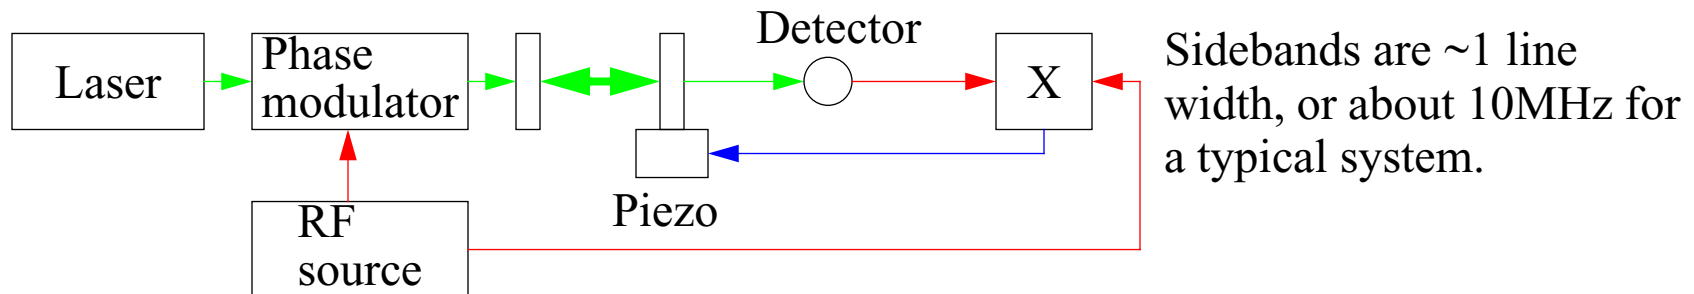 Laser
Phase
modulator
Detector
X
Sidebands are ~1 line
width, or about 10MHz for
a typical system.
Piezo
RF
source